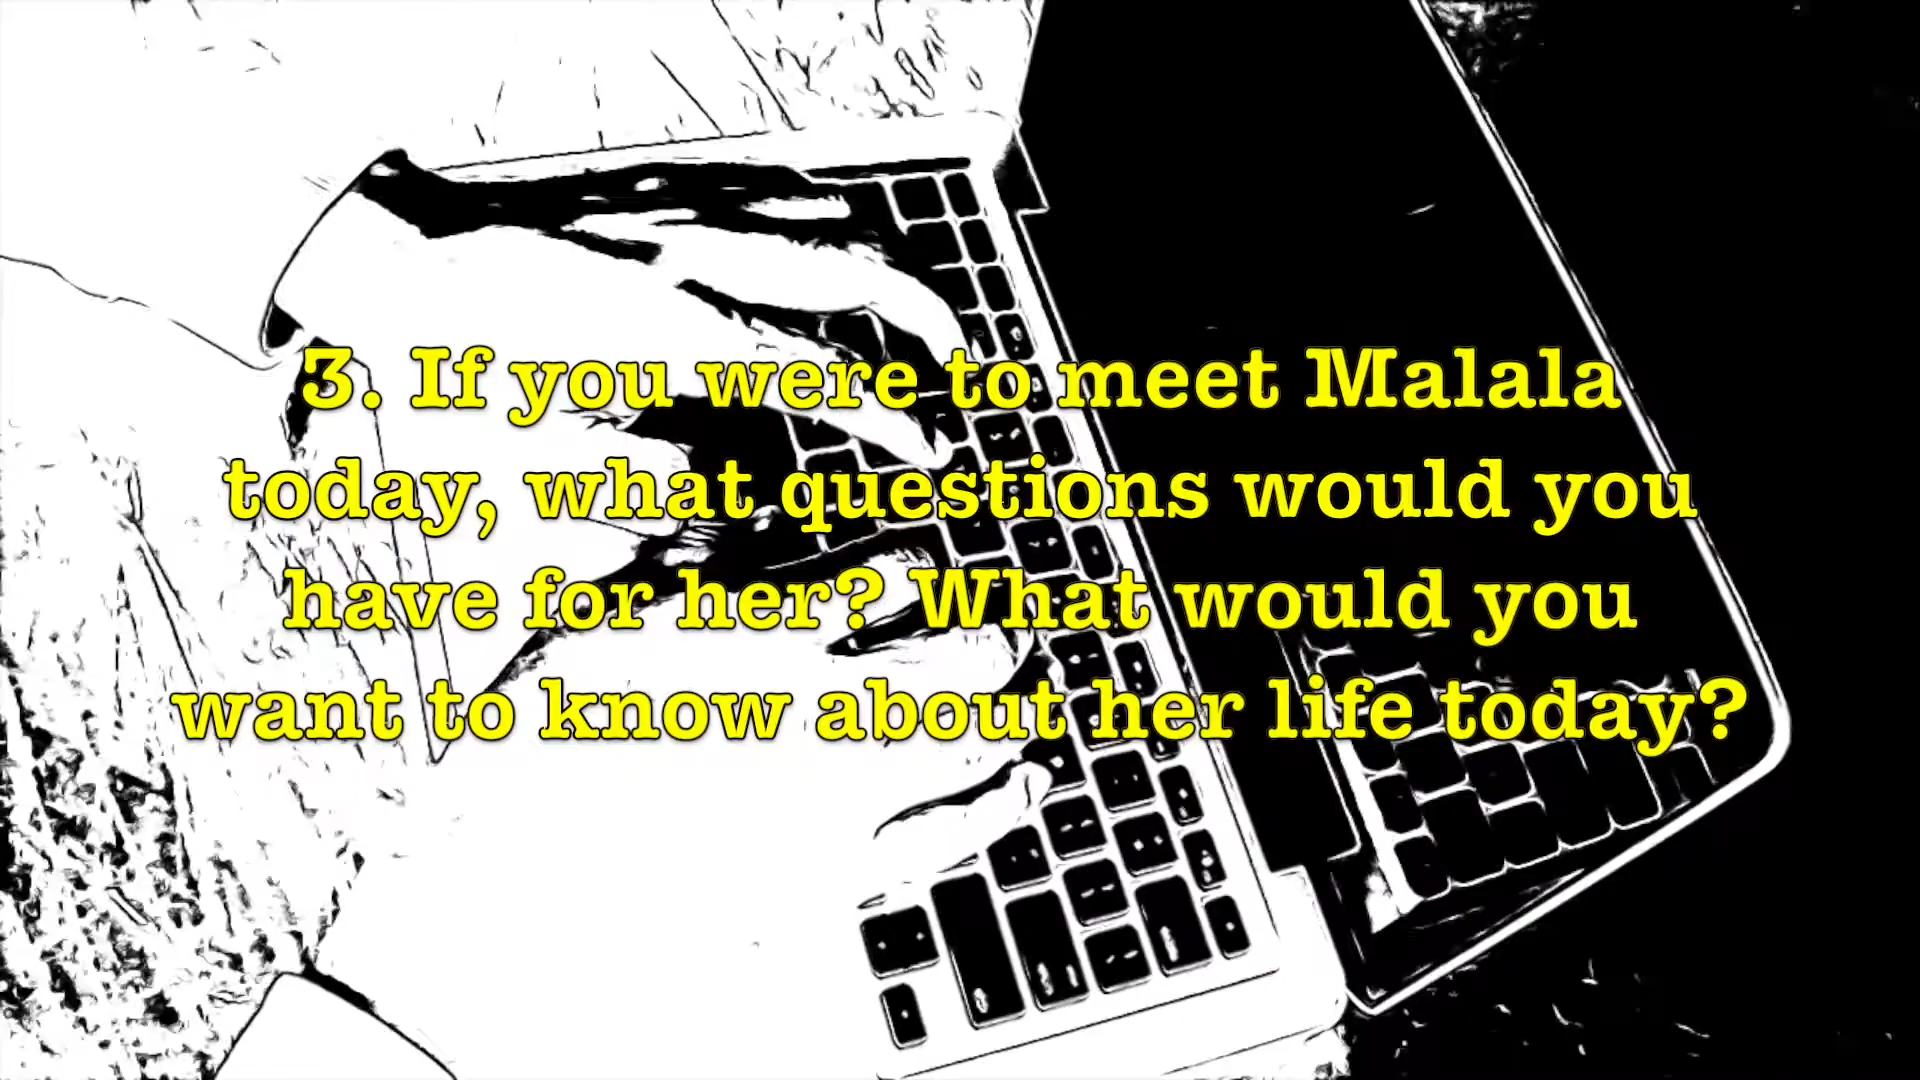 3. If you were to meet Malala
today, what questions would you
have for her? What would you
want to know about her life today?